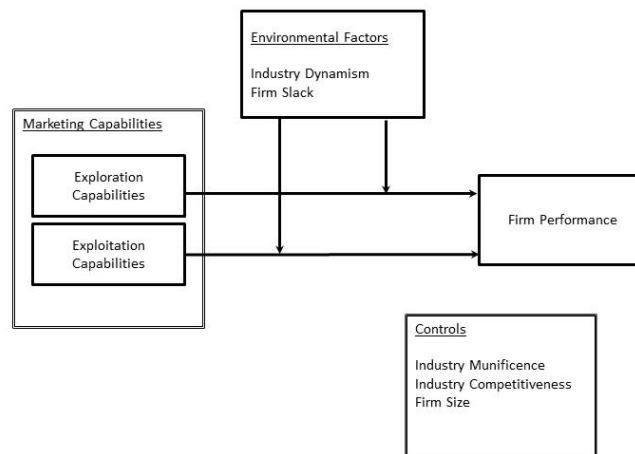 Environmental Factors
Industry Dynamism
Firm Slack
Marketing Capabilities
Exploration
Capabilities
Exploitation
Capabilities
Firm Performance
Controls
Industry Munificence
Industry Competitiveness
Firm Size